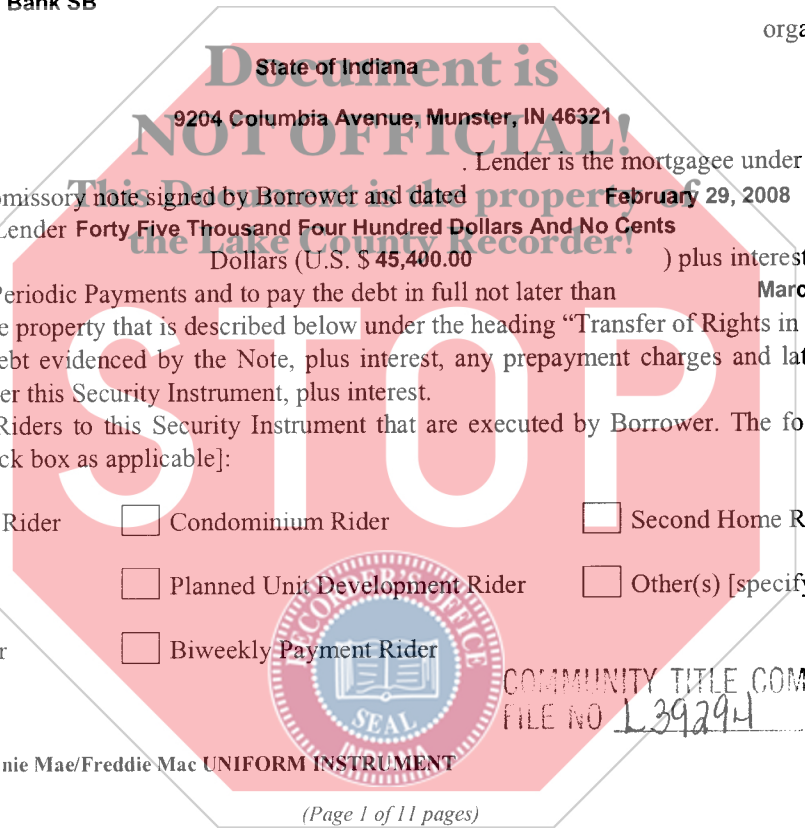 Bank SB
orga
Document is
State of Indiana
9204 Columbia Avenue, Munster, IN 46321
NOT OFFICIAL!
. Lender is the mortgagee under
This Document is the property of
omissory note signed by Borrower and dated February 29, 2008
Lender Forty Five Thousand Four Hundred Dollars And No Cents
the Lake County Recorder!
Dollars (U.S. $ 45,400.00 ) plus interest
Periodic Payments and to pay the debt in full not later than Marc
e property that is described below under the heading “Transfer of Rights in
ebt evidenced by the Note, plus interest, any prepayment charges and lat
er this Security Instrument, plus interest.
Riders to this Security Instrument that are executed by Borrower. The fo
ck box as applicable]:
STOP
Rider Condominium Rider Second Home R
Planned Unit Development Rider Other(s) [specify
r Biweekly Payment Rider
RECORDER'S OFFICE
SEAL
INDIANA
COMMUNITY TITLE COM
FILE NO L39294
nie Mae/Freddie Mac UNIFORM INSTRUMENT
(Page 1 of 11 pages)